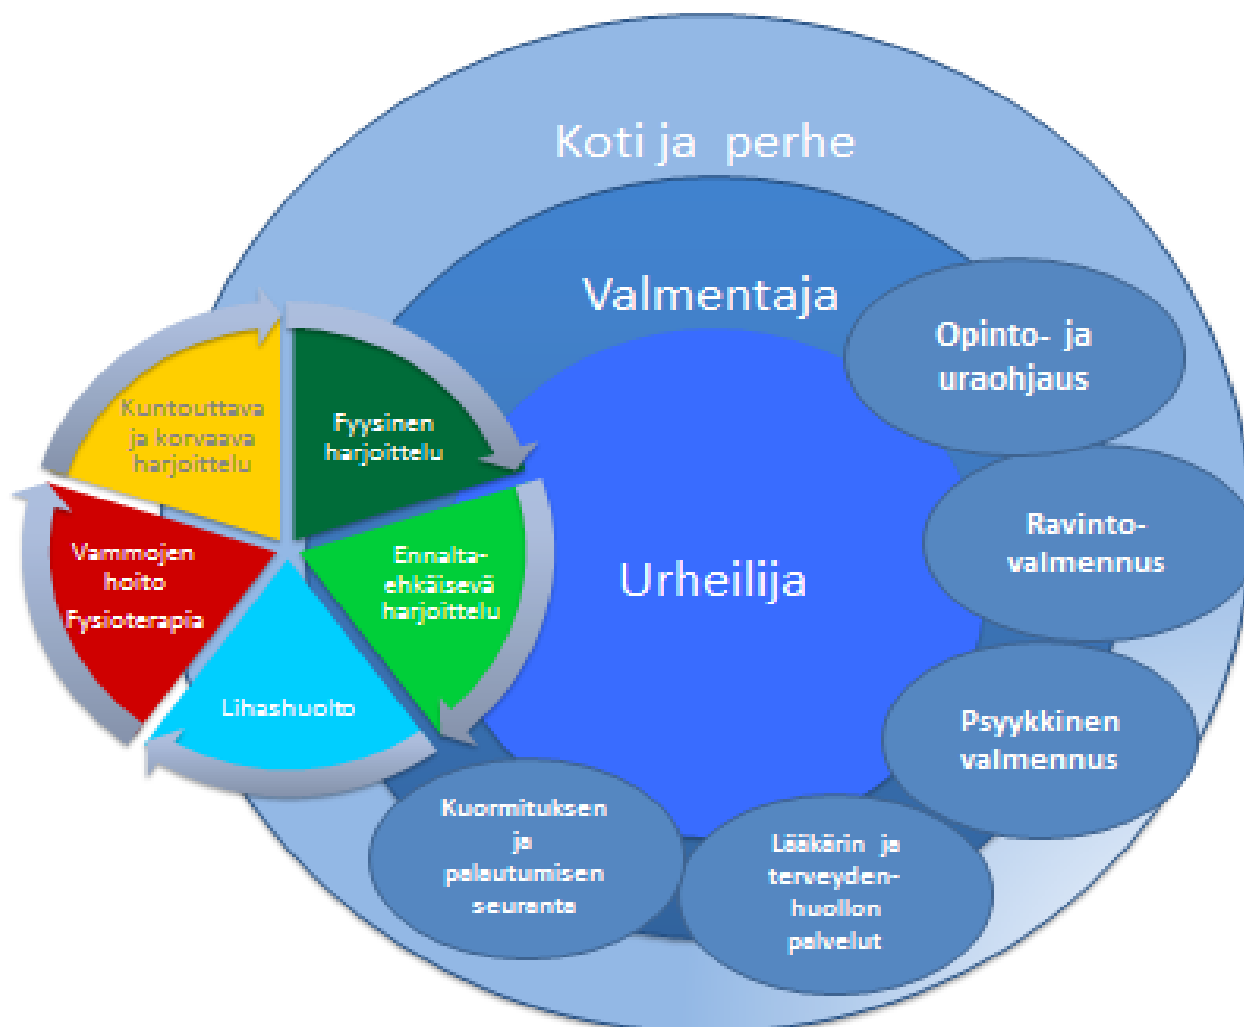 Koti ja perhe
Valmentaja
Urheilija
Opinto- ja
uraohjaus
Ravinto-
valmennus
Psyykkinen
valmennus
Lääkärin ja
terveyden-
huollon
palvelut
Kuormituksen
ja
palautumisen
seuranta
Kuntouttava
ja korvaava
harjoittelu
Fyysinen
harjoittelu
Ennalta-
ehkäisevä
harjoittelu
Lihashuolto
Vammojen
hoito
Fysioterapia